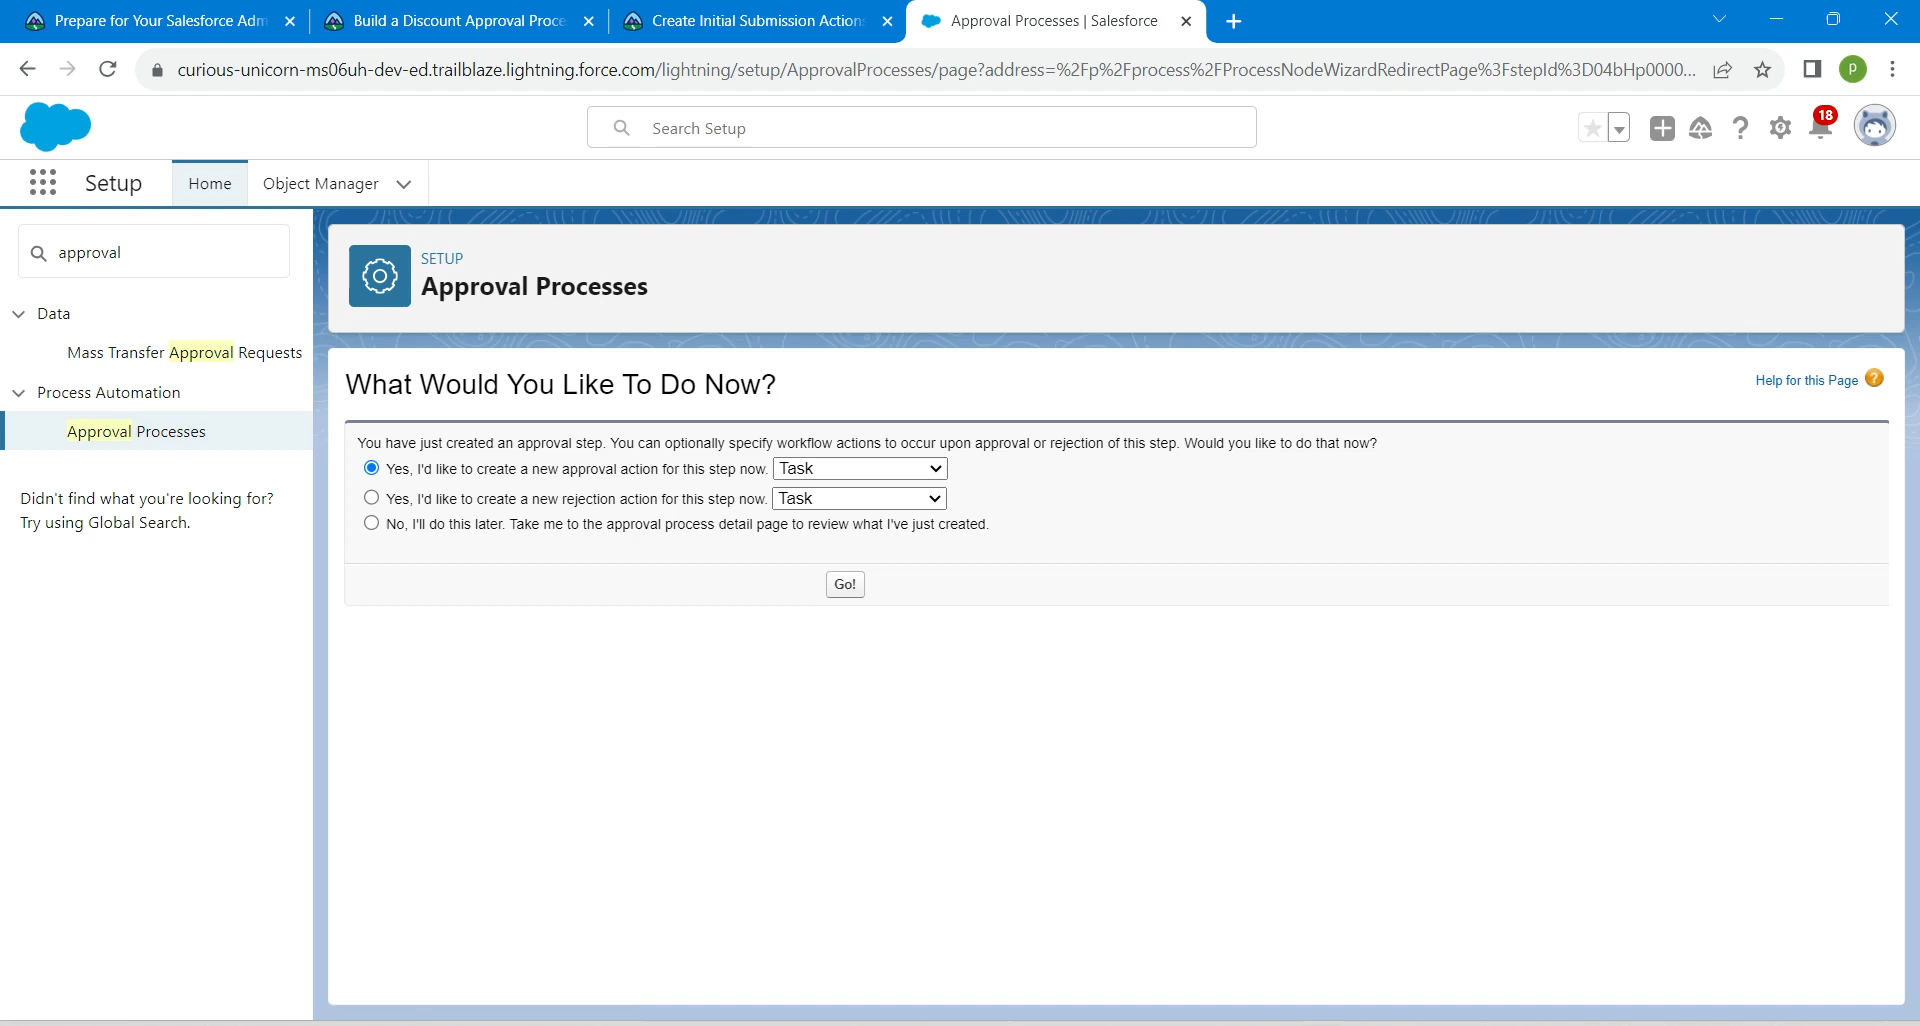 Prepare for Your Salesforce Adm
Build a Discount Approval Proce
Create Initial Submission Action
Approval Processes | Salesforce
curious-unicorn-ms06uh-dev-ed.trailblaze.lightning.force.com/lightning/setup/ApprovalProcesses/page?address=%2Fp%2Fprocess%2FProcessNodeWizardRedirectPage%3FstepId%3D04bHp0000...
P
Search Setup
18
Setup
Home
Object Manager
approval
Data
Mass Transfer Approval Requests
Process Automation
Approval Processes
Didn't find what you're looking for?
Try using Global Search.
SETUP
Approval Processes
What Would You Like To Do Now?
Help for this Page
You have just created an approval step. You can optionally specify workflow actions to occur upon approval or rejection of this step. Would you like to do that now?
Yes, I'd like to create a new approval action for this step now. Task
Yes, I'd like to create a new rejection action for this step now. Task
No, I'll do this later. Take me to the approval process detail page to review what I've just created.
Go!